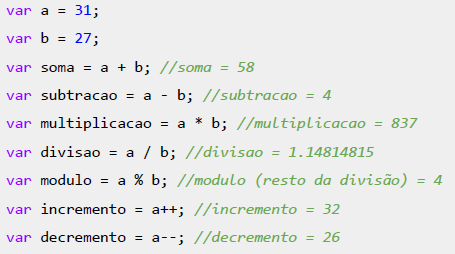 var a = 31;
var b = 27;
var soma = a + b; //soma = 58
var subtracao = a - b; //subtracao = 4
var multiplicacao = a * b; //multiplicacao = 837
var divisao = a / b; //divisao = 1.14814815
var modulo = a % b; //modulo (resto da divisão) = 4
var incremento = a++; //incremento = 32
var decremento = a--; //decremento = 26